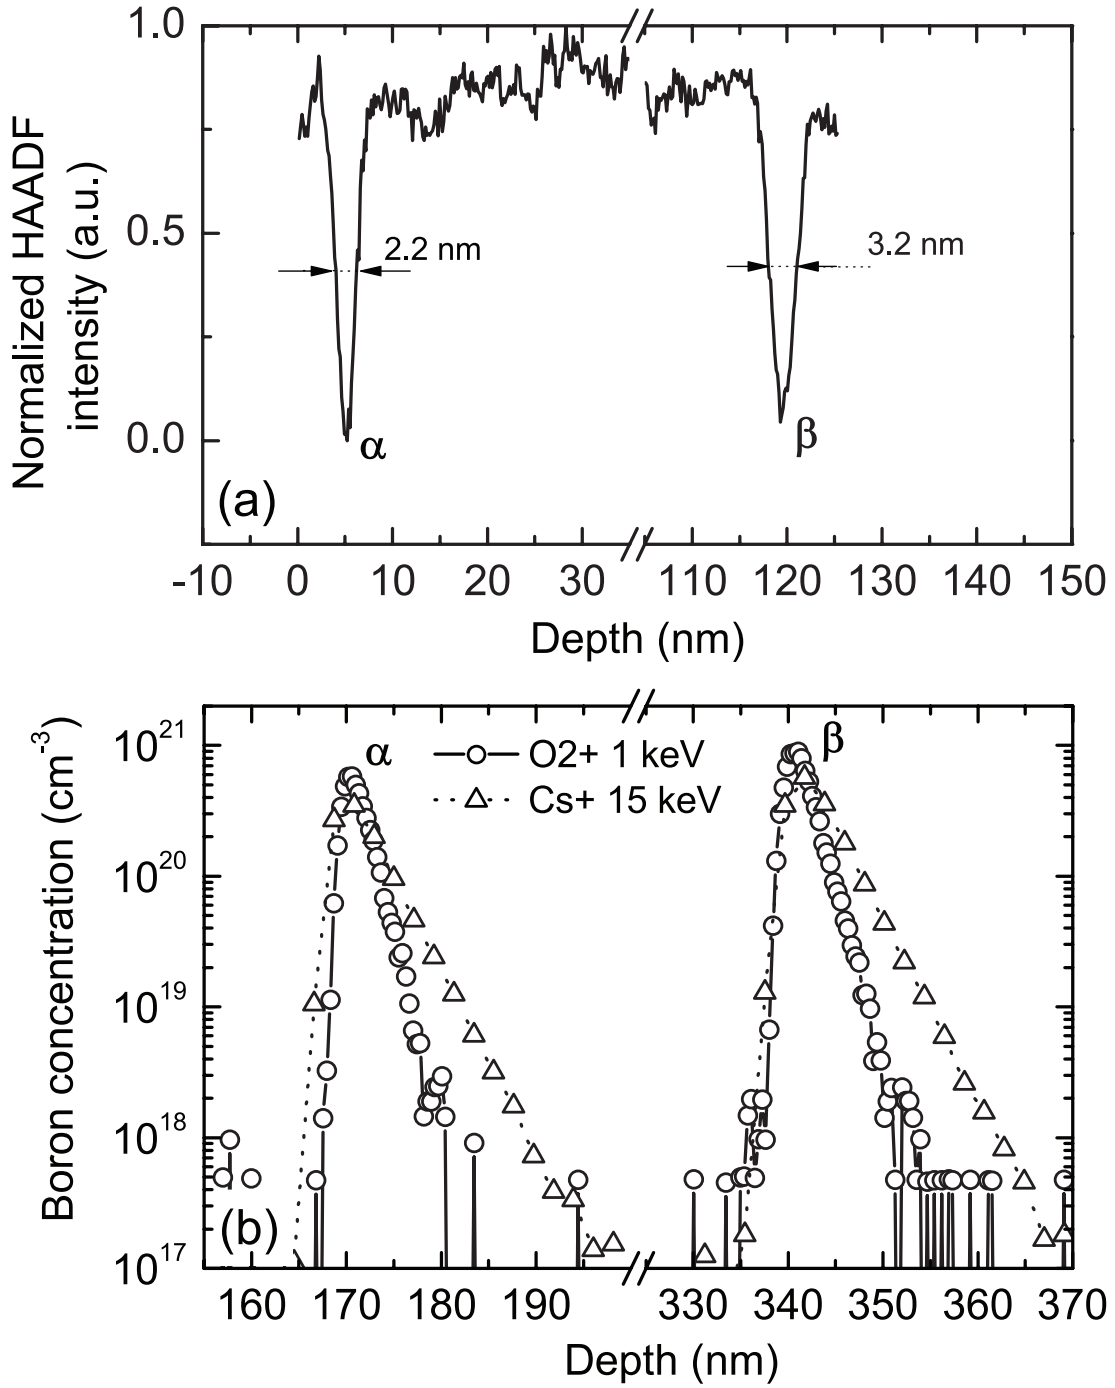 Normalized HAADF
intensity (a.u.)
1.0
0.5
0.0
2.2 nm
3.2 nm
α
β
(a)
-10 0 10 20 30 110 120 130 140 150
Depth (nm)
Boron concentration (cm-3)
10^21
10^20
10^19
10^18
10^17
α
β
O2+ 1 keV
Cs+ 15 keV
(b)
160 170 180 190 330 340 350 360 370
Depth (nm)